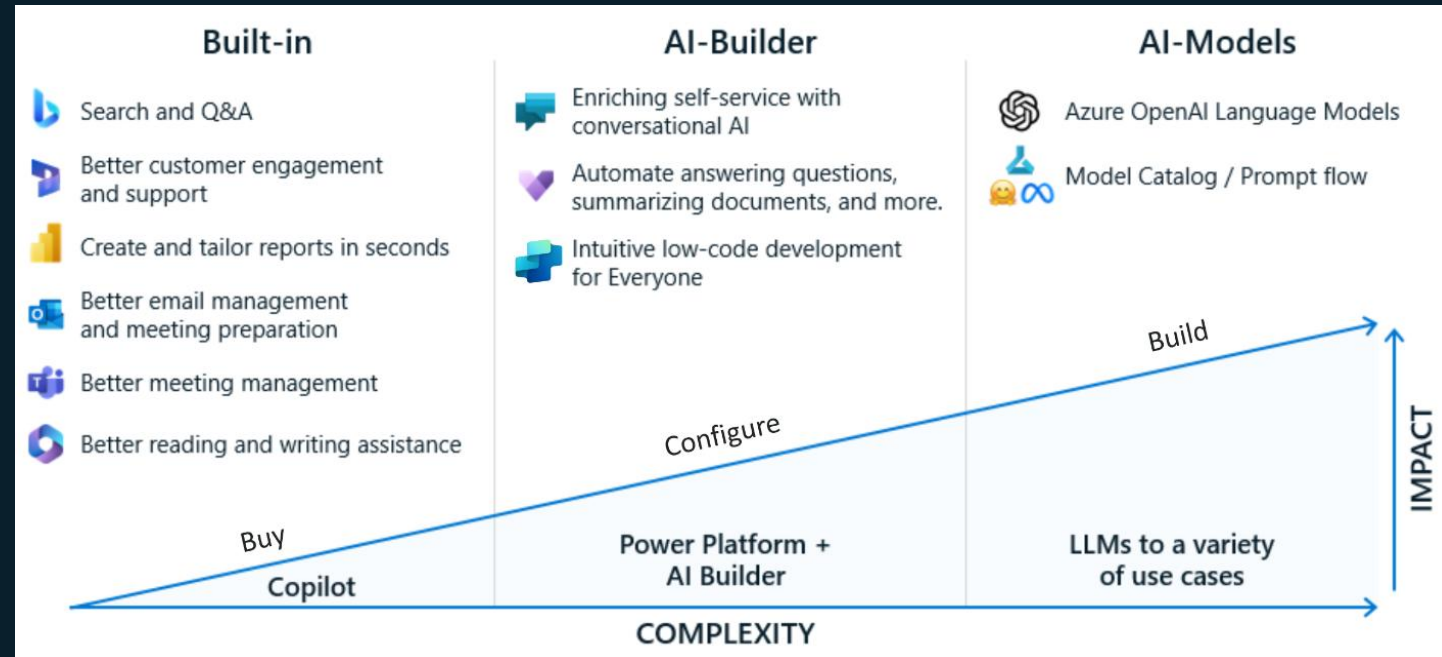 Built-in
Search and Q&A
Better customer engagement
and support
Create and tailor reports in seconds
Better email management
and meeting preparation
Better meeting management
Better reading and writing assistance
AI-Builder
Enriching self-service with
conversational AI
Automate answering questions,
summarizing documents, and more.
Intuitive low-code development
for Everyone
AI-Models
Azure OpenAI Language Models
Model Catalog / Prompt flow
Buy
Configure
Build
Copilot
Power Platform +
AI Builder
LLMs to a variety
of use cases
COMPLEXITY
IMPACT